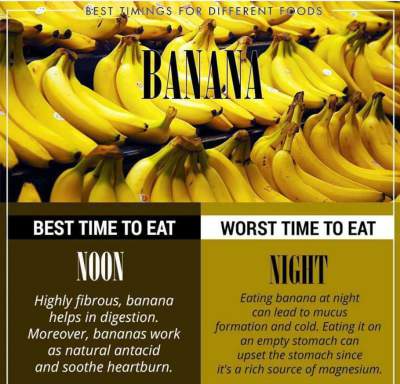 BEST TIMINGS FOR DIFFERENT FOODS
BANANA
BEST TIME TO EAT
NOON
Highly fibrous, banana
helps in digestion.
Moreover, bananas work
as natural antacid
and soothe heartburn.
WORST TIME TO EAT
NIGHT
Eating banana at night
can lead to mucus
formation and cold. Eating it on
an empty stomach can
upset the stomach since
it's a rich source of magnesium.